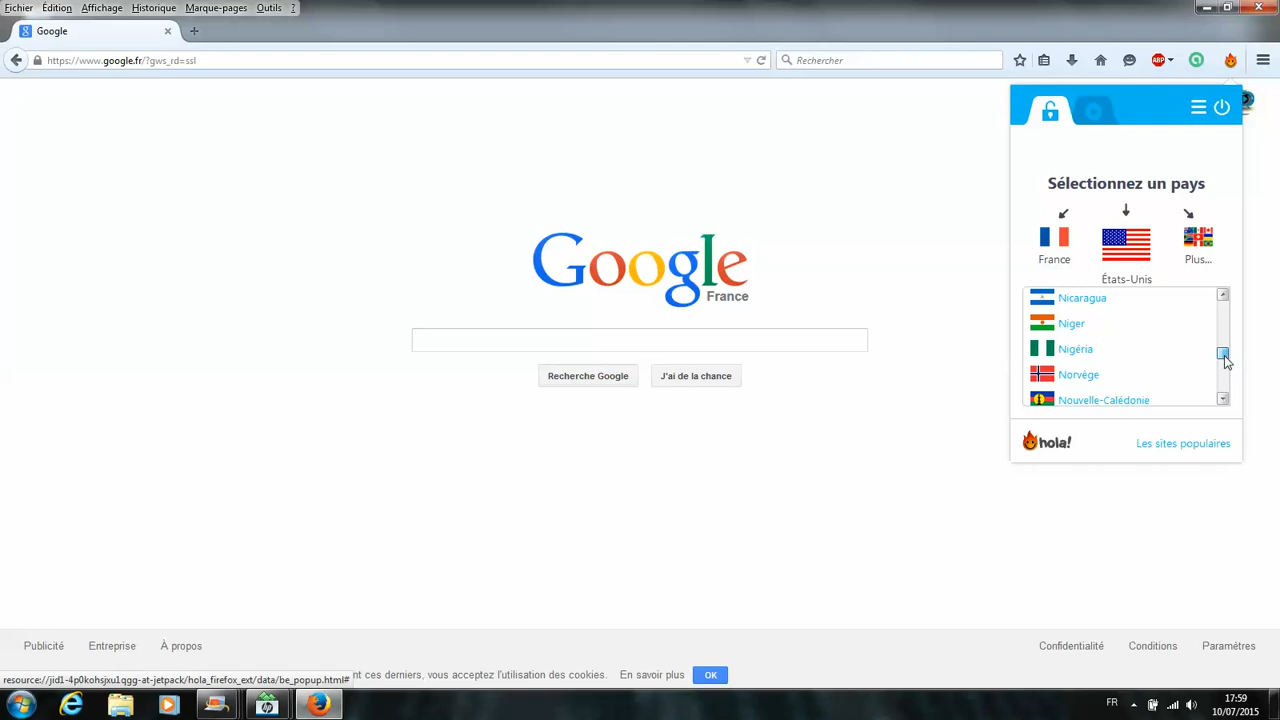 Fichier Édition Affichage Historique Marque-pages Outils ?
Google
https://www.google.fr/?gws_rd=ssl
Rechercher
ABP
Sélectionnez un pays
France
Plus...
États-Unis
Nicaragua
Niger
Nigéria
Norvège
Nouvelle-Calédonie
hola!
Les sites populaires
Google
France
Recherche Google
J'ai de la chance
Publicité Entreprise À propos
Confidentialité Conditions Paramètres
resource://jid1-4p0kohsjxu1qgg-at-jetpack/hola_firefox_ext/data/be_popup.html#
nt ces derniers, vous acceptez l'utilisation des cookies. En savoir plus OK
FR
17:59
10/07/2015